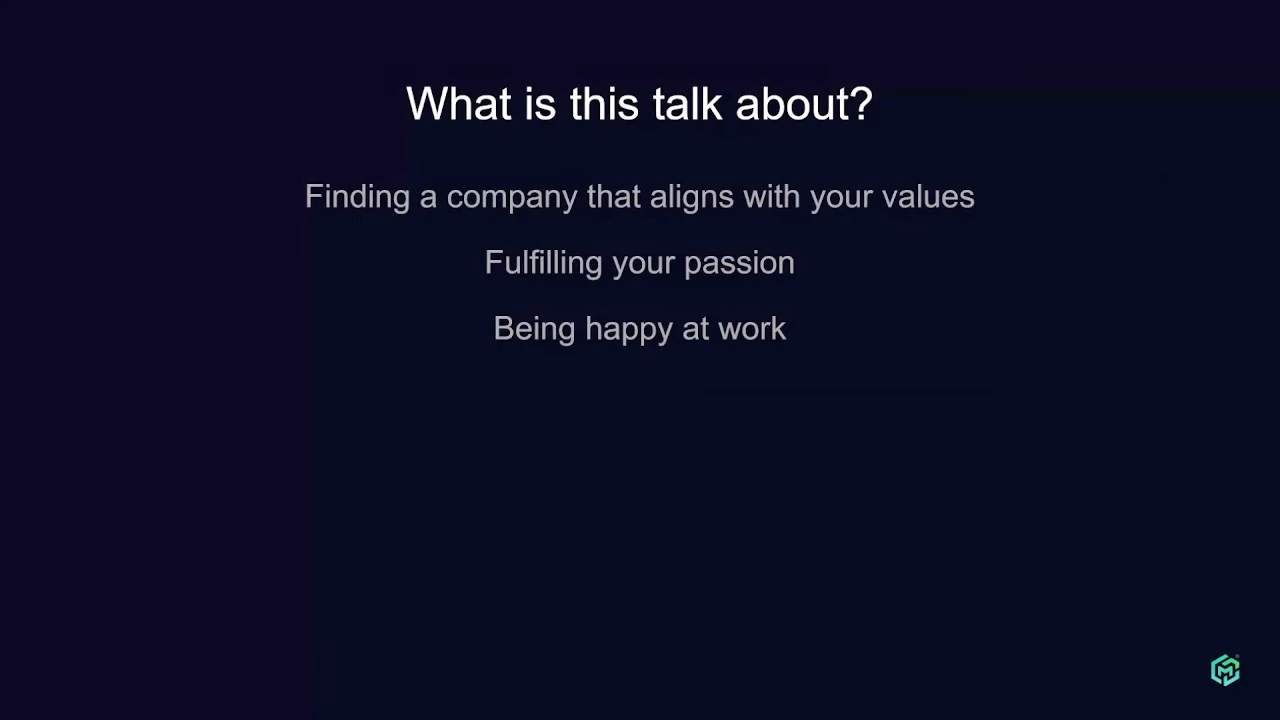 What is this talk about?
Finding a company that aligns with your values
Fulfilling your passion
Being happy at work